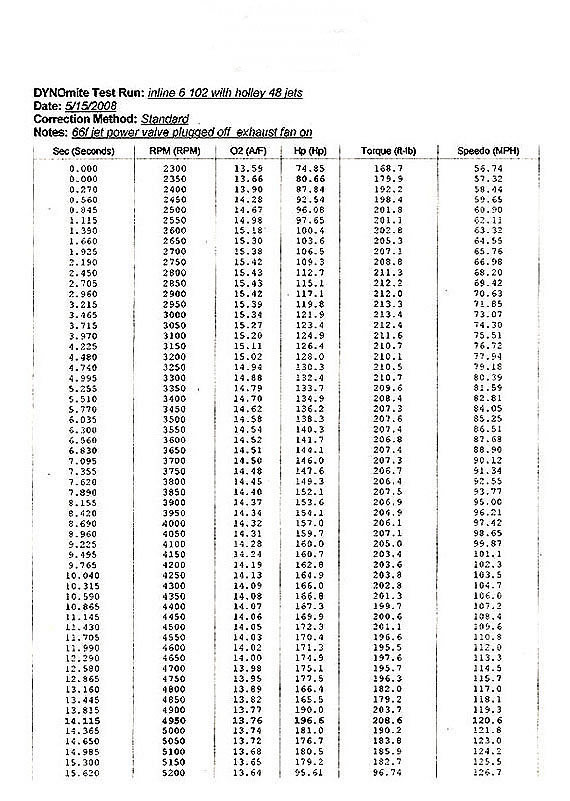 DYNOmite Test Run: inline 6 102 with holley 48 jets
Date: 5/15/2008
Correction Method: Standard
Notes: 66f jet power valve plugged off exhaust fan on
Sec (Seconds) RPM (RPM) O2 (A/F) Hp (Hp) Torque (ft-lb) Speedo (MPH)
0.000 2300 13.59 74.85 168.7 56.74
0.000 2350 13.66 80.66 179.9 57.32
0.270 2400 13.90 87.84 192.2 58.44
0.560 2450 14.28 92.54 198.4 59.65
0.845 2500 14.67 96.08 201.8 60.90
1.115 2550 14.98 97.65 201.1 62.11
1.390 2600 15.18 100.4 202.8 63.32
1.660 2650 15.30 103.6 205.3 64.55
1.925 2700 15.38 106.5 207.1 65.76
2.190 2750 15.42 109.3 208.8 66.98
2.450 2800 15.43 112.7 211.3 68.20
2.705 2850 15.43 115.1 212.2 69.42
2.960 2900 15.42 117.1 212.0 70.63
3.215 2950 15.39 119.8 213.3 71.85
3.465 3000 15.34 121.9 213.4 73.07
3.715 3050 15.27 123.4 212.4 74.30
3.970 3100 15.20 124.9 211.6 75.51
4.225 3150 15.11 126.4 210.7 76.72
4.480 3200 15.02 128.0 210.1 77.94
4.740 3250 14.94 130.3 210.5 79.18
4.995 3300 14.88 132.4 210.7 80.39
5.255 3350 14.79 133.7 209.6 81.59
5.510 3400 14.70 134.9 208.4 82.81
5.770 3450 14.62 136.2 207.3 84.05
6.035 3500 14.58 138.3 207.6 85.25
6.300 3550 14.54 140.3 207.4 86.51
6.560 3600 14.52 141.7 206.8 87.68
6.830 3650 14.51 144.1 207.4 88.90
7.095 3700 14.50 146.0 207.3 90.12
7.355 3750 14.48 147.6 206.7 91.34
7.620 3800 14.45 149.3 206.4 92.55
7.890 3850 14.40 152.1 207.5 93.77
8.155 3900 14.37 153.6 206.9 95.00
8.420 3950 14.34 154.1 204.9 96.21
8.690 4000 14.32 157.0 206.1 97.42
8.960 4050 14.31 159.7 207.1 98.65
9.225 4100 14.28 160.0 205.0 99.87
9.495 4150 14.24 160.7 203.4 101.1
9.765 4200 14.19 162.8 203.6 102.3
10.040 4250 14.13 164.9 203.8 103.5
10.315 4300 14.09 166.0 202.8 104.7
10.590 4350 14.08 166.8 201.3 106.0
10.865 4400 14.07 167.3 199.7 107.2
11.145 4450 14.06 169.9 200.6 108.4
11.430 4500 14.05 172.3 201.1 109.6
11.705 4550 14.03 170.4 196.6 110.8
11.990 4600 14.02 171.3 195.5 112.0
12.290 4650 14.00 174.9 197.6 113.3
12.580 4700 13.98 175.1 195.7 114.5
12.865 4750 13.95 177.5 196.3 115.7
13.160 4800 13.89 166.4 182.0 117.0
13.445 4850 13.82 165.5 179.2 118.1
13.815 4900 13.77 190.0 203.7 119.3
14.115 4950 13.76 196.6 208.6 120.6
14.365 5000 13.74 181.0 190.2 121.8
14.650 5050 13.72 176.7 183.8 123.0
14.985 5100 13.68 180.5 185.9 124.2
15.300 5150 13.65 179.2 182.7 125.5
15.620 5200 13.64 95.61 96.74 126.7